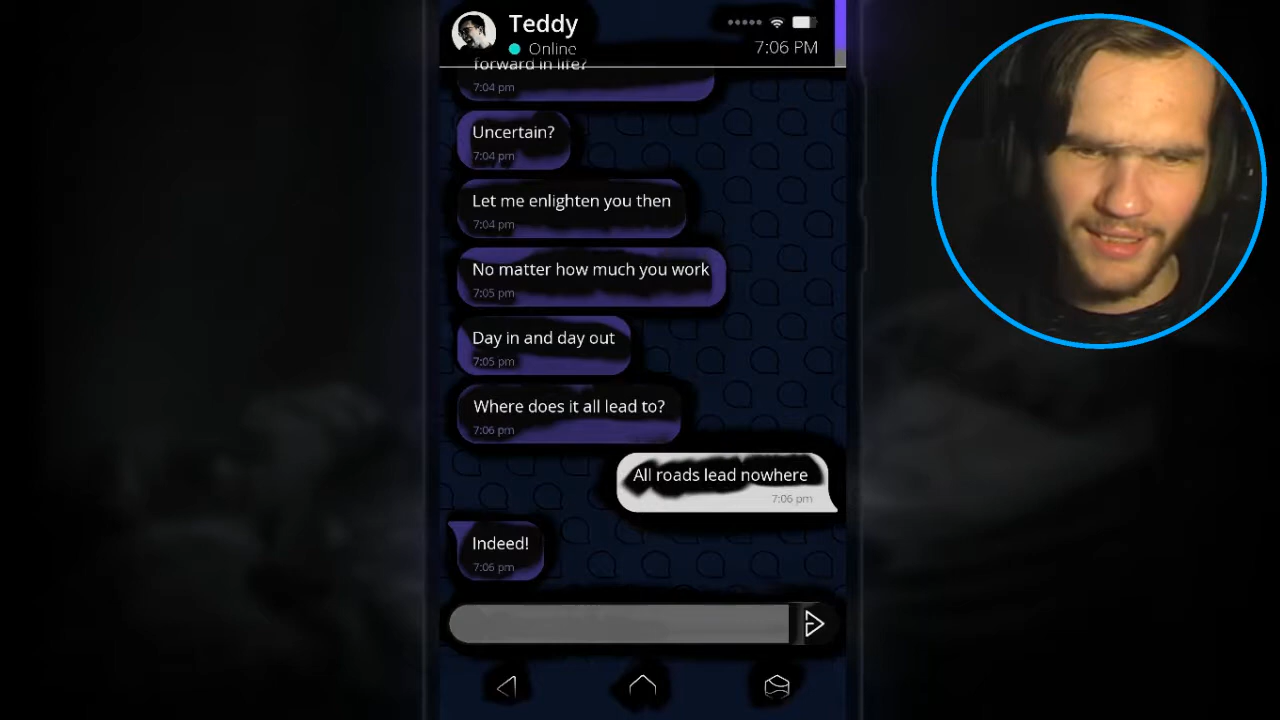 Teddy
Online
7:06 PM
forward in life?
7:04 pm
Uncertain?
7:04 pm
Let me enlighten you then
7:04 pm
No matter how much you work
7:05 pm
Day in and day out
7:05 pm
Where does it all lead to?
7:06 pm
All roads lead nowhere
7:06 pm
Indeed!
7:06 pm